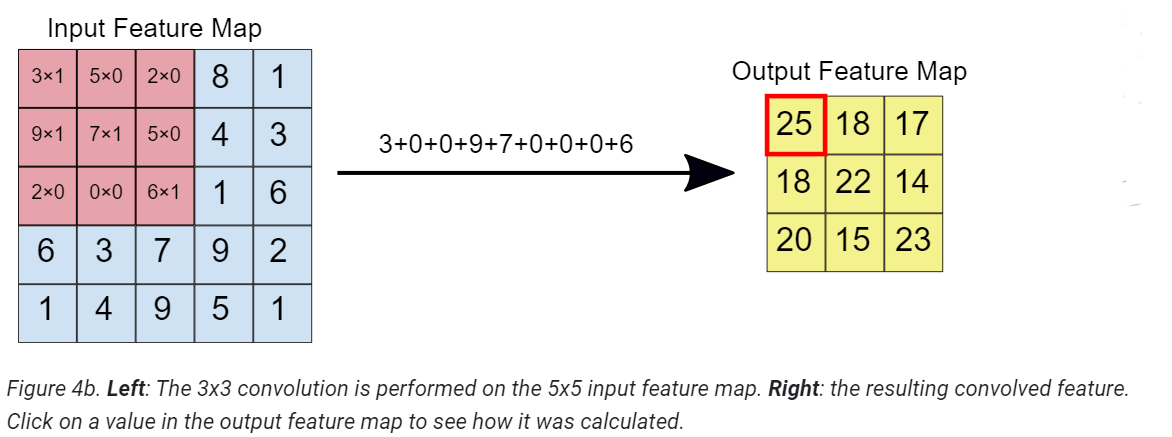 Input Feature Map
3×1 5×0 2×0 8 1
9×1 7×1 5×0 4 3
2×0 0×0 6×1 1 6
6 3 7 9 2
1 4 9 5 1
3+0+0+9+7+0+0+0+6
Output Feature Map
25 18 17
18 22 14
20 15 23
Figure 4b. Left: The 3x3 convolution is performed on the 5x5 input feature map. Right: the resulting convolved feature.
Click on a value in the output feature map to see how it was calculated.